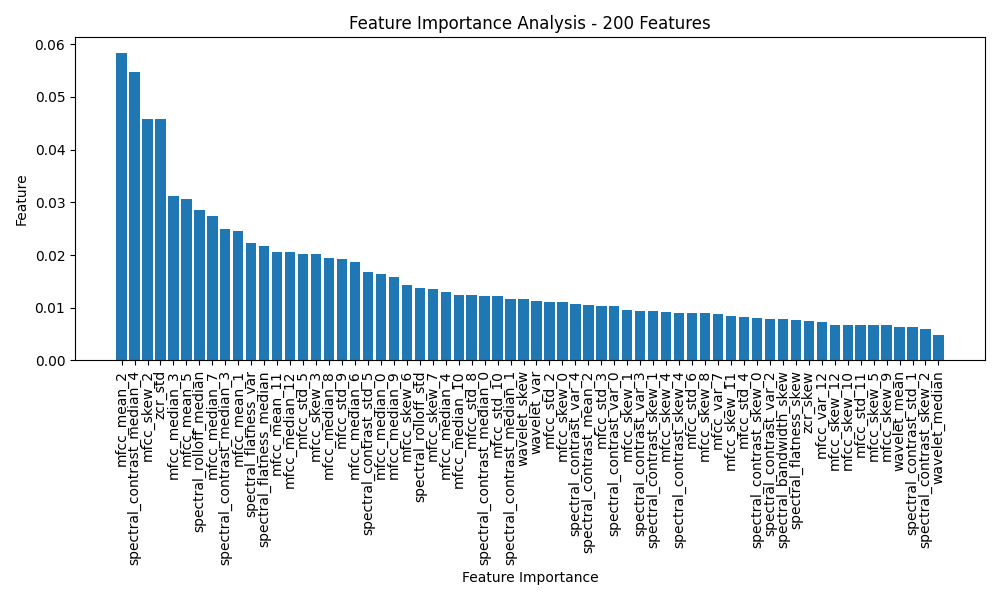 Feature Importance Analysis - 200 Features
0.06
0.05
0.04
0.03
0.02
0.01
0.00
Feature
mfcc_mean_2
spectral_contrast_median_4
mfcc_skew_2
zcr_std
mfcc_median_3
mfcc_mean_5
spectral_rolloff_median
mfcc_median_7
spectral_contrast_median_3
mfcc_mean_1
spectral_flatness_var
spectral_flatness_median
mfcc_mean_11
mfcc_median_12
mfcc_std_5
mfcc_skew_3
mfcc_median_8
mfcc_std_9
mfcc_median_6
spectral_contrast_std_5
mfcc_median_0
mfcc_median_9
mfcc_skew_6
spectral_rolloff_std
mfcc_skew_7
mfcc_median_4
mfcc_median_10
mfcc_std_8
spectral_contrast_median_0
mfcc_std_10
spectral_contrast_median_1
wavelet_skew
wavelet_var
mfcc_std_2
mfcc_skew_0
spectral_contrast_var_4
spectral_contrast_mean_2
mfcc_std_3
spectral_contrast_var_0
mfcc_skew_1
spectral_contrast_var_3
spectral_contrast_skew_1
mfcc_skew_4
spectral_contrast_skew_4
mfcc_std_6
mfcc_skew_8
mfcc_var_7
mfcc_skew_11
mfcc_std_4
spectral_contrast_skew_0
spectral_contrast_var_2
spectral_bandwidth_skew
spectral_flatness_skew
zcr_skew
mfcc_var_12
mfcc_skew_12
mfcc_skew_10
mfcc_std_11
mfcc_skew_5
mfcc_skew_9
wavelet_mean
spectral_contrast_std_1
spectral_contrast_skew_2
wavelet_median
Feature Importance